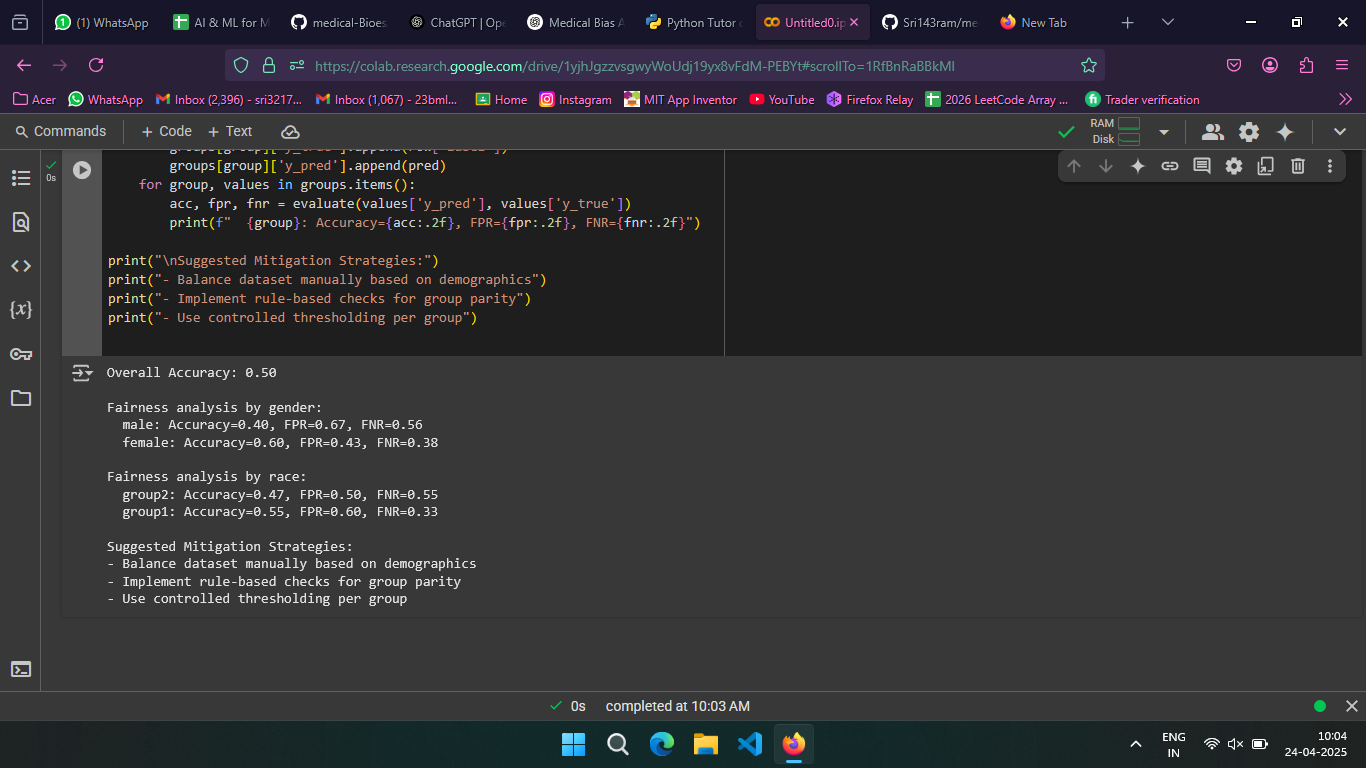 (1) WhatsApp
AI & ML for M
medical-Bioes
ChatGPT | Ope
Medical Bias A
Python Tutor c
Untitled0.ip
Sri143ram/me
New Tab
https://colab.research.google.com/drive/1yjhJgzzvsgwyWoUdj19yx8vFdM-PEBYt#scrollTo=1RfBnRaBBkMI
Acer
WhatsApp
Inbox (2,396) - sri3217...
Inbox (1,067) - 23bml...
Home
Instagram
MIT App Inventor
YouTube
Firefox Relay
2026 LeetCode Array ...
Trader verification
Commands
+ Code
+ Text
RAM
Disk
0s
groups[group]['y_pred'].append(pred)
for group, values in groups.items():
acc, fpr, fnr = evaluate(values['y_pred'], values['y_true'])
print(f"  {group}: Accuracy={acc:.2f}, FPR={fpr:.2f}, FNR={fnr:.2f}")
print("\nSuggested Mitigation Strategies:")
print("- Balance dataset manually based on demographics")
print("- Implement rule-based checks for group parity")
print("- Use controlled thresholding per group")
Overall Accuracy: 0.50
Fairness analysis by gender:
male: Accuracy=0.40, FPR=0.67, FNR=0.56
female: Accuracy=0.60, FPR=0.43, FNR=0.38
Fairness analysis by race:
group2: Accuracy=0.47, FPR=0.50, FNR=0.55
group1: Accuracy=0.55, FPR=0.60, FNR=0.33
Suggested Mitigation Strategies:
- Balance dataset manually based on demographics
- Implement rule-based checks for group parity
- Use controlled thresholding per group
0s completed at 10:03 AM
ENG
IN
10:04
24-04-2025